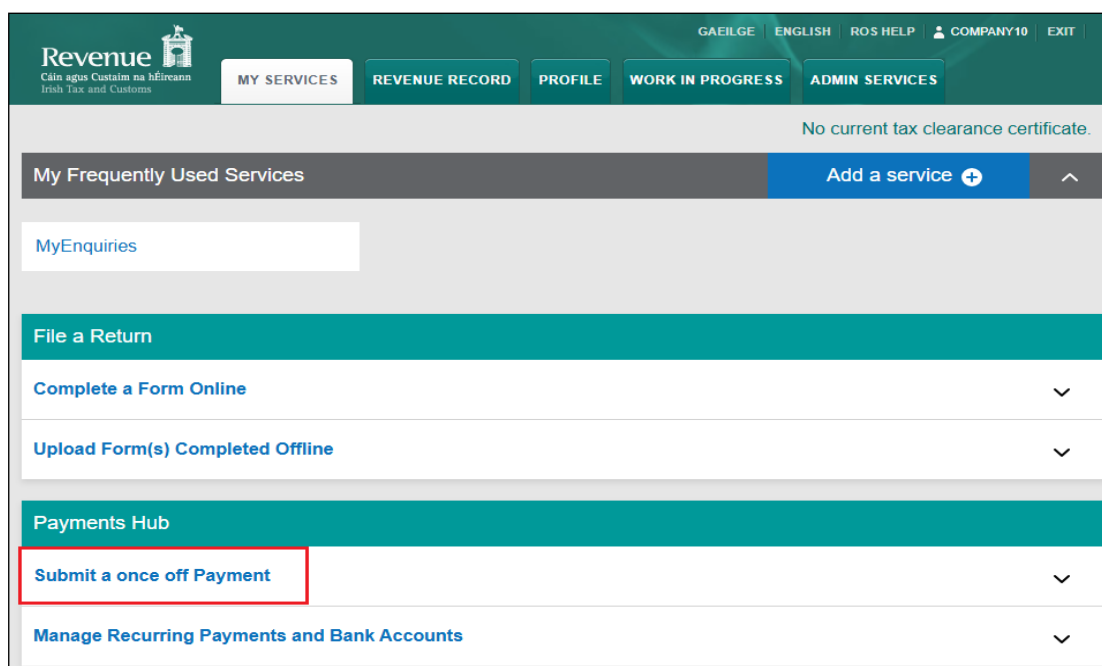 GAEILGE ENGLISH ROS HELP COMPANY10 EXIT
Revenue
Cáin agus Custaim na hÉireann
Irish Tax and Customs
MY SERVICES REVENUE RECORD PROFILE WORK IN PROGRESS ADMIN SERVICES
No current tax clearance certificate.
My Frequently Used Services Add a service
MyEnquiries
File a Return
Complete a Form Online
Upload Form(s) Completed Offline
Payments Hub
Submit a once off Payment
Manage Recurring Payments and Bank Accounts